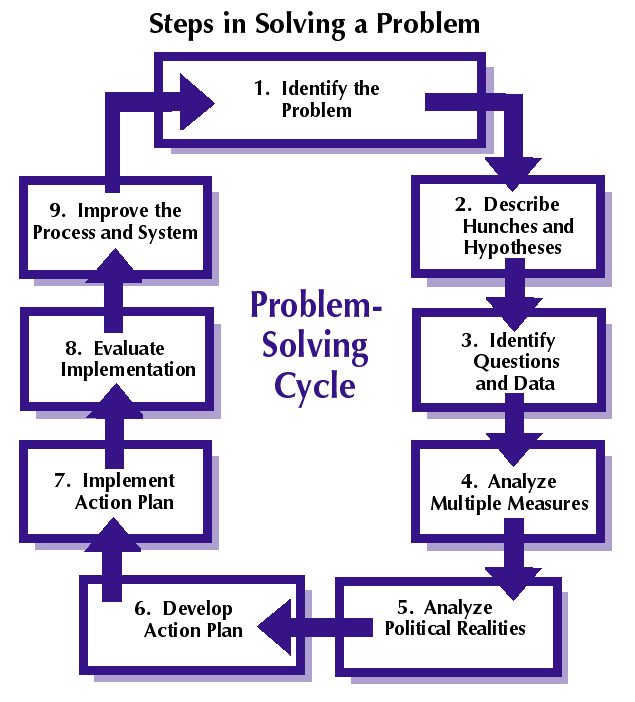 Steps in Solving a Problem
1. Identify the
Problem
2. Describe
Hunches and
Hypotheses
3. Identify
Questions
and Data
4. Analyze
Multiple Measures
5. Analyze
Political Realities
6. Develop
Action Plan
7. Implement
Action Plan
8. Evaluate
Implementation
9. Improve the
Process and System
Problem-
Solving
Cycle